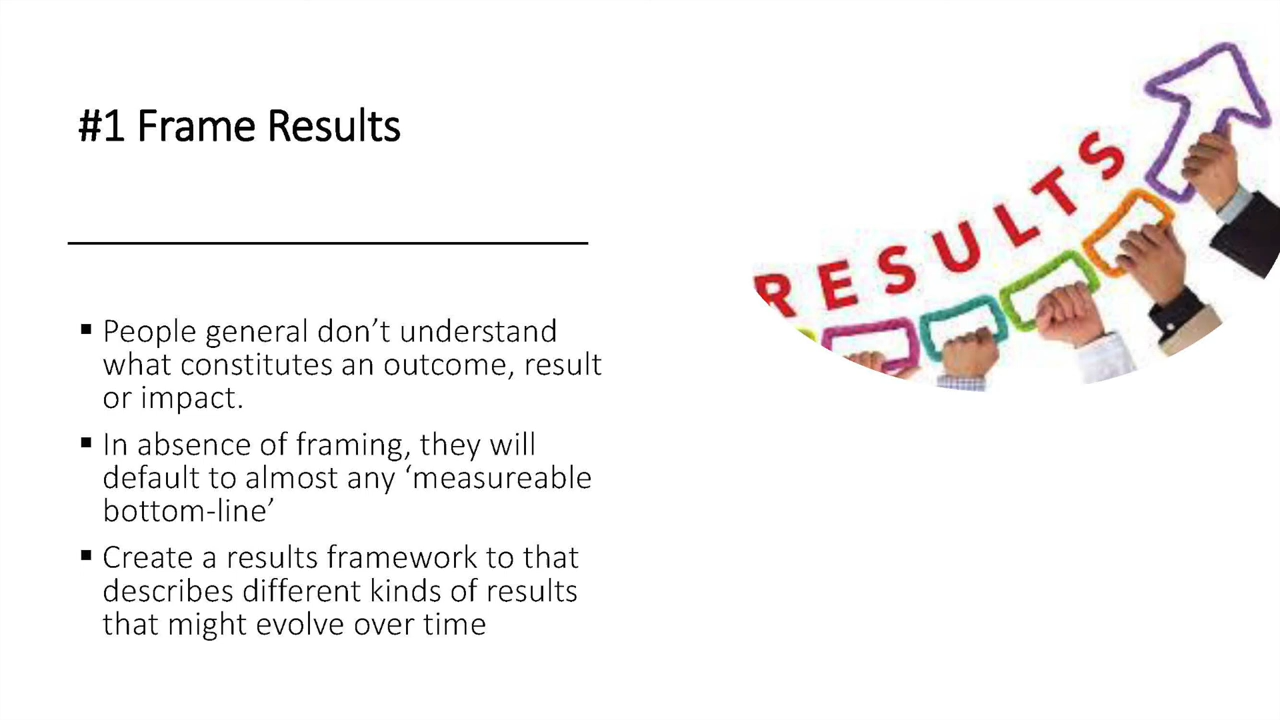 #1 Frame Results
RESULTS
▪ People general don’t understand
what constitutes an outcome, result
or impact.
▪ In absence of framing, they will
default to almost any ‘measureable
bottom-line’
▪ Create a results framework to that
describes different kinds of results
that might evolve over time